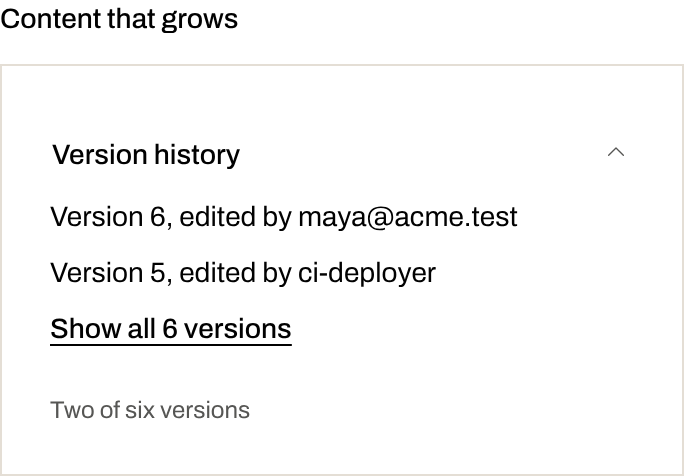 Content that grows
Version history
Version 6, edited by maya@acme.test
Version 5, edited by ci-deployer
Show all 6 versions
Two of six versions